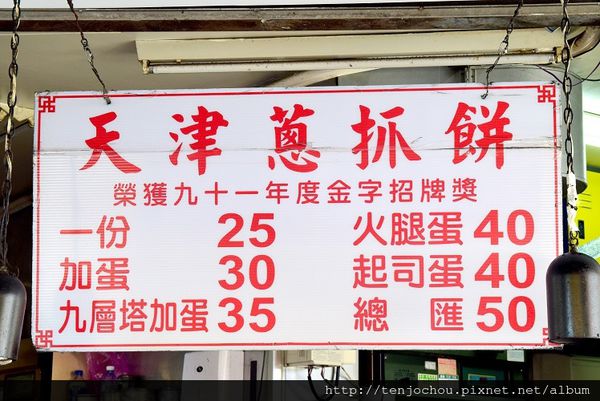 天津蔥抓餅
榮獲九十一年度金字招牌獎
一份 25 火腿蛋 40
加蛋 30 起司蛋 40
九層塔加蛋 35 總匯 50
http://tenjochou.pixnet.net/album